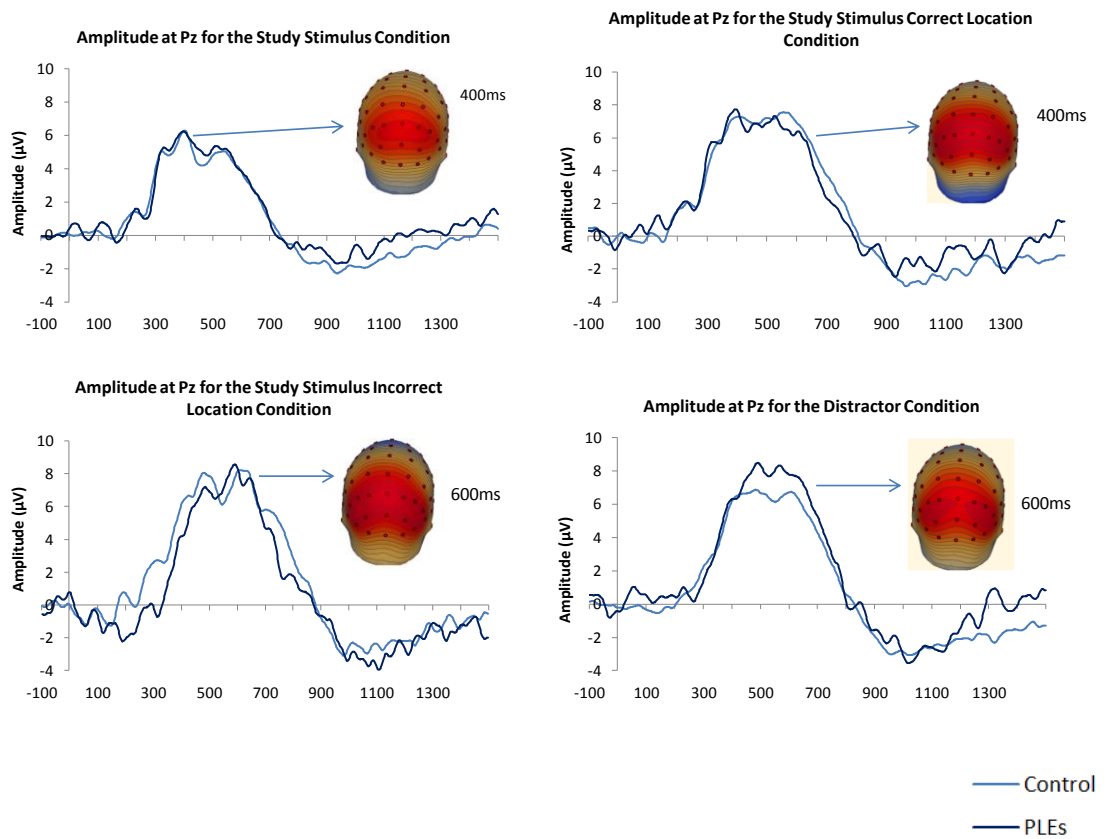 Amplitude at Pz for the Study Stimulus Condition
10
8
6
4
2
0
-2
-4
Amplitude (µV)
-100 100 300 500 700 900 1100 1300
400ms
Amplitude at Pz for the Study Stimulus Correct Location
Condition
10
8
6
4
2
0
-2
-4
Amplitude (µV)
-100 100 300 500 700 900 1100 1300
400ms
Amplitude at Pz for the Study Stimulus Incorrect
Location Condition
10
8
6
4
2
0
-2
-4
Amplitude (µV)
-100 100 300 500 700 900 1100 1300
600ms
Amplitude at Pz for the Distractor Condition
10
8
6
4
2
0
-2
-4
Amplitude (µV)
-100 100 300 500 700 900 1100 1300
600ms
Control
PLEs